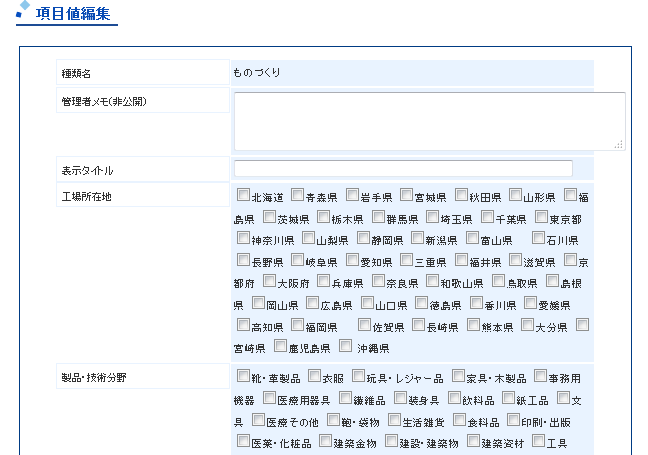 項目値編集
種類名 ものづくり
管理者メモ(非公開)
表示タイトル
工場所在地 北海道 青森県 岩手県 宮城県 秋田県 山形県 福
島県 茨城県 栃木県 群馬県 埼玉県 千葉県 東京都
神奈川県 山梨県 静岡県 新潟県 富山県 石川県
長野県 岐阜県 愛知県 三重県 福井県 滋賀県 京
都府 大阪府 兵庫県 奈良県 和歌山県 鳥取県 島根
県 岡山県 広島県 山口県 徳島県 香川県 愛媛県
高知県 福岡県 佐賀県 長崎県 熊本県 大分県
宮崎県 鹿児島県 沖縄県
製品・技術分野 靴・革製品 衣服 玩具・レジャー品 家具・木製品 事務用
機器 医療用器具 繊維品 装身具 飲料品 紙工品 文
具 医療その他 鞄・袋物 生活雑貨 食料品 印刷・出版
医薬・化粧品 建築金物 建設・建築物 建築資材 工具